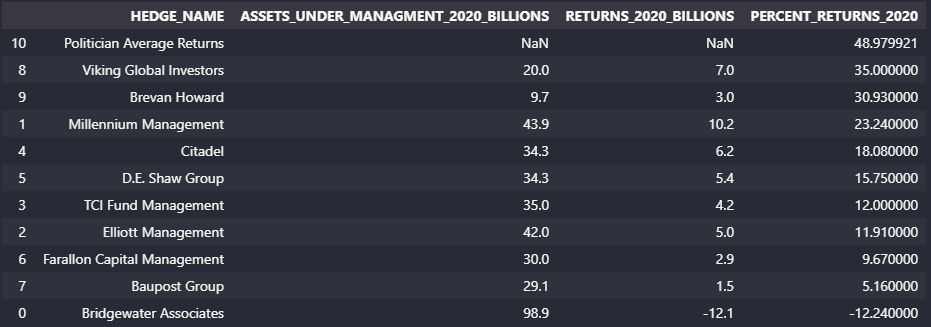 HEDGE_NAME ASSETS_UNDER_MANAGMENT_2020_BILLIONS RETURNS_2020_BILLIONS PERCENT_RETURNS_2020
10 Politician Average Returns NaN NaN 48.979921
8 Viking Global Investors 20.0 7.0 35.000000
9 Brevan Howard 9.7 3.0 30.930000
1 Millennium Management 43.9 10.2 23.240000
4 Citadel 34.3 6.2 18.080000
5 D.E. Shaw Group 34.3 5.4 15.750000
3 TCI Fund Management 35.0 4.2 12.000000
2 Elliott Management 42.0 5.0 11.910000
6 Farallon Capital Management 30.0 2.9 9.670000
7 Baupost Group 29.1 1.5 5.160000
0 Bridgewater Associates 98.9 -12.1 -12.240000